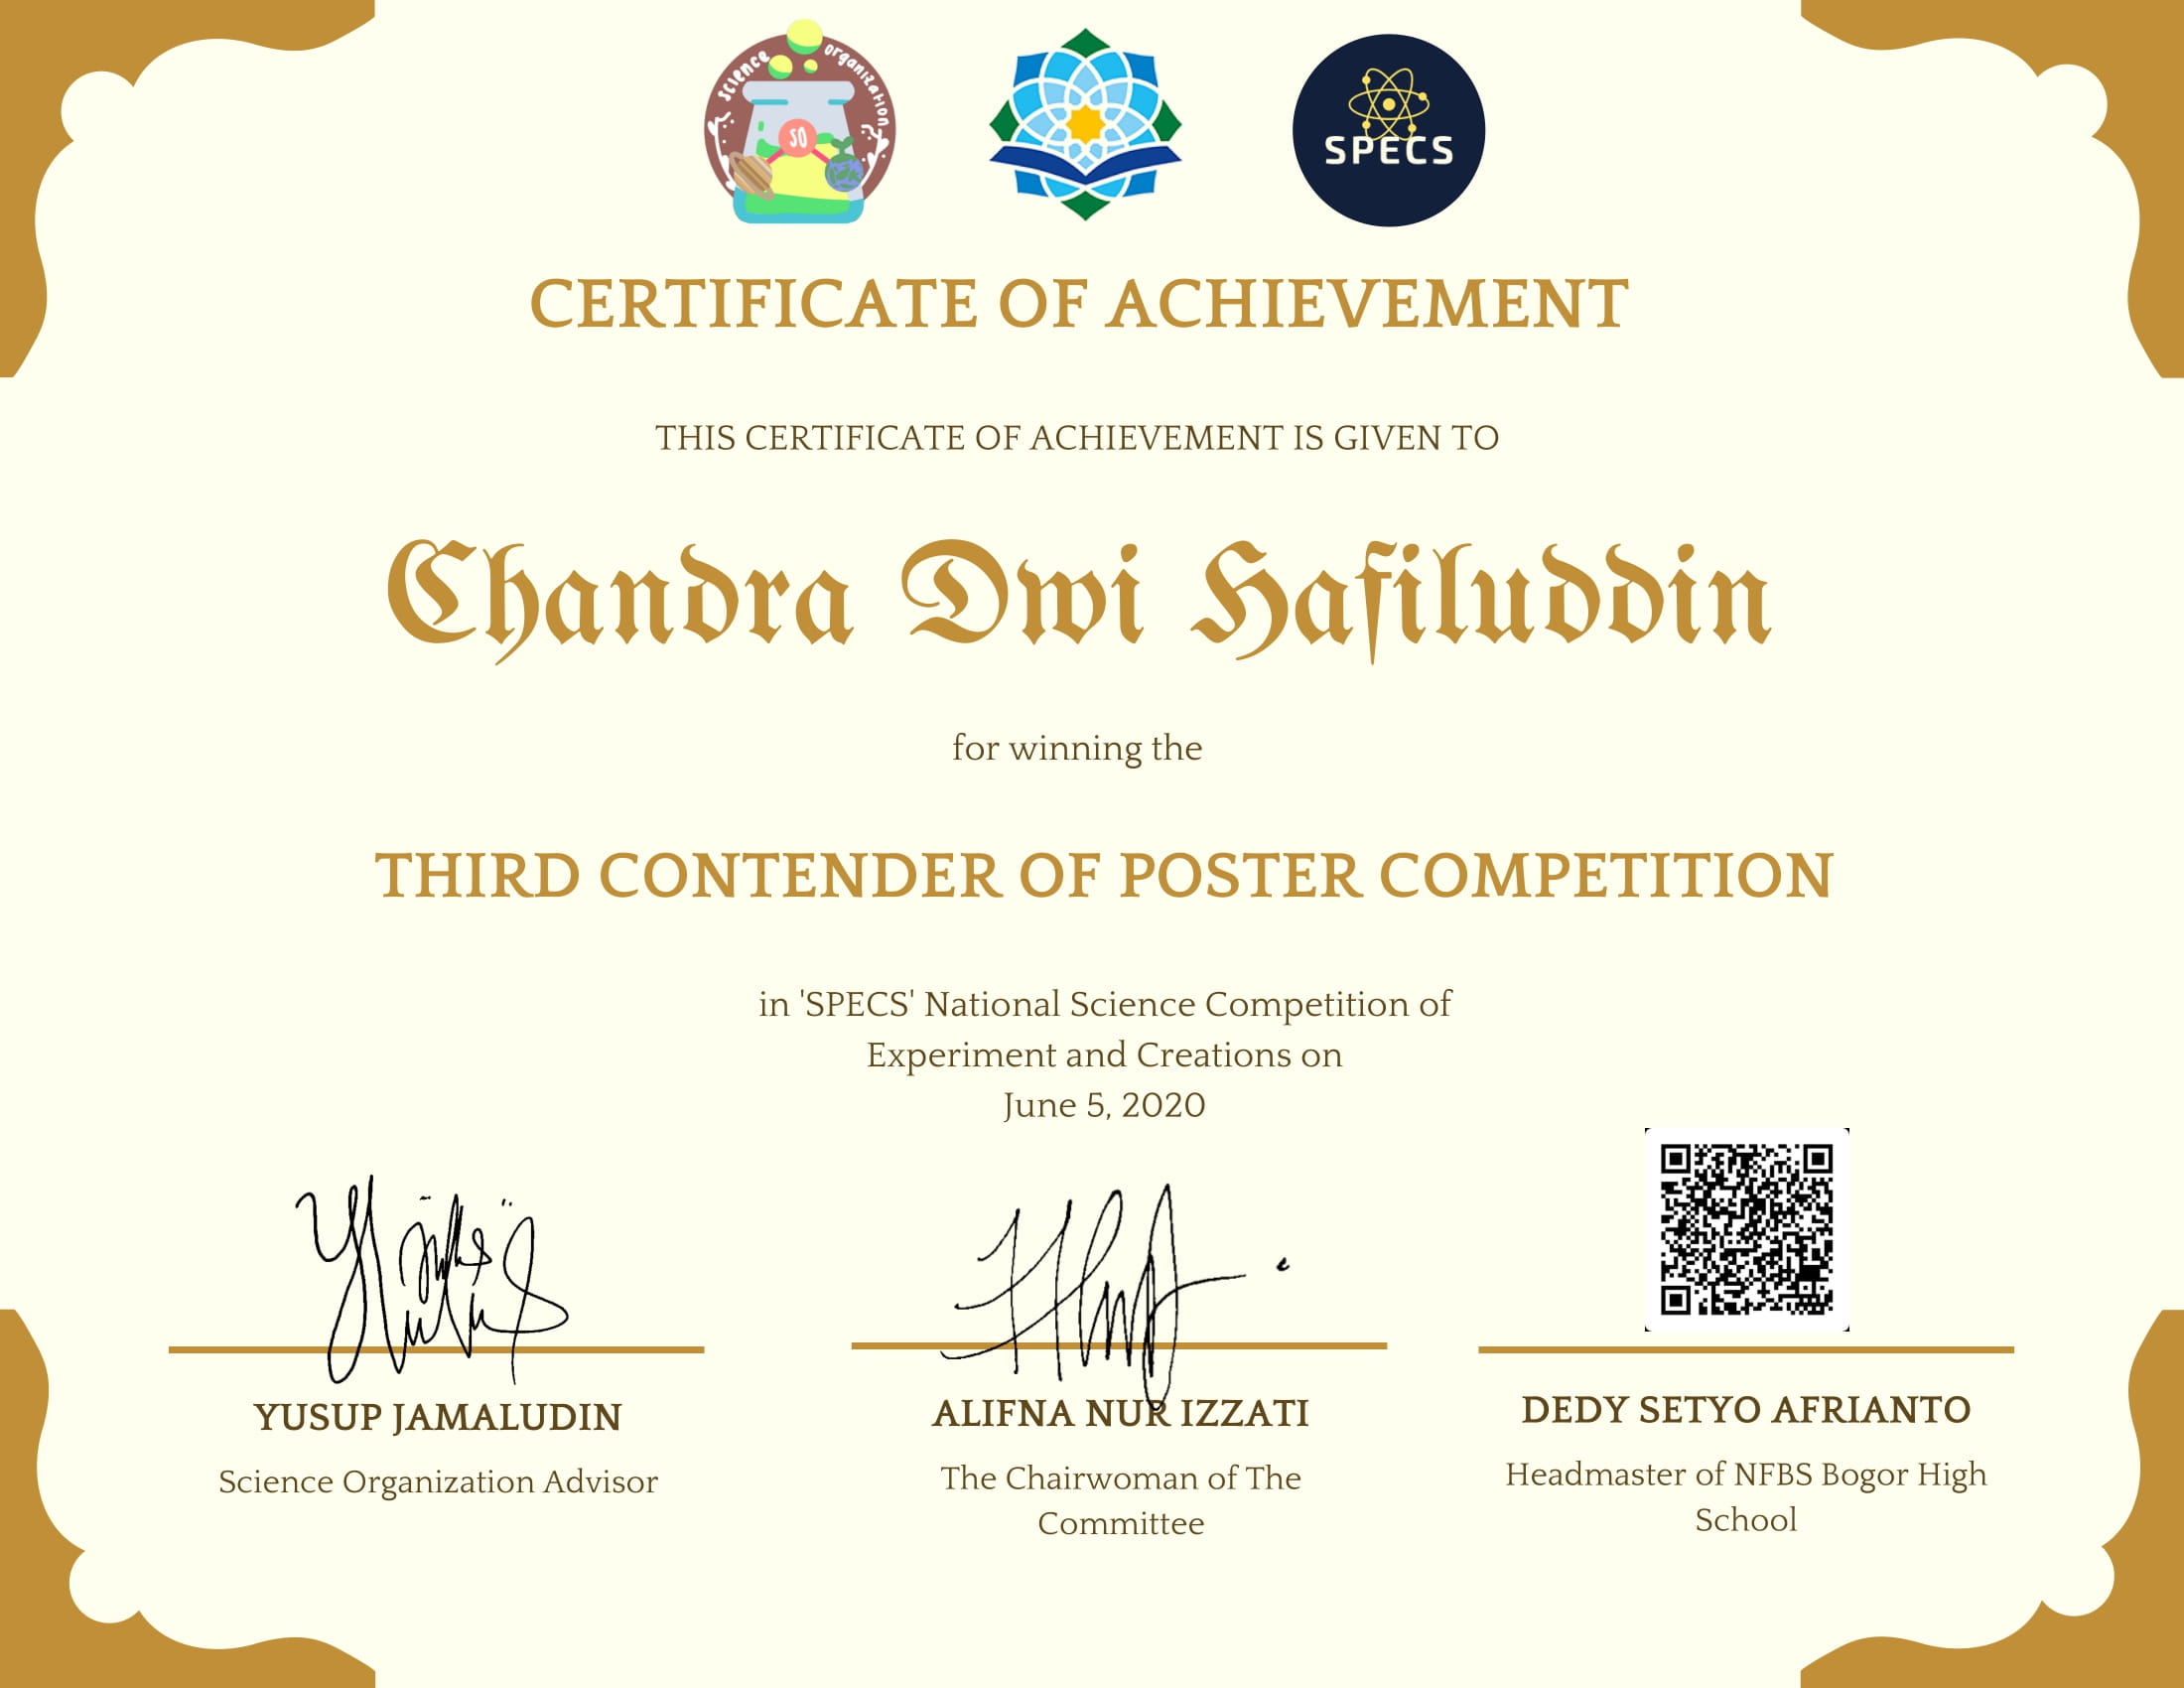 science organization
SO
SPECS
CERTIFICATE OF ACHIEVEMENT
THIS CERTIFICATE OF ACHIEVEMENT IS GIVEN TO
Chandra Dwi Hafiluddin
for winning the
THIRD CONTENDER OF POSTER COMPETITION
in 'SPECS' National Science Competition of
Experiment and Creations on
June 5, 2020
YUSUP JAMALUDIN
Science Organization Advisor
ALIFNA NUR IZZATI
The Chairwoman of The
Committee
DEDY SETYO AFRIANTO
Headmaster of NFBS Bogor High
School